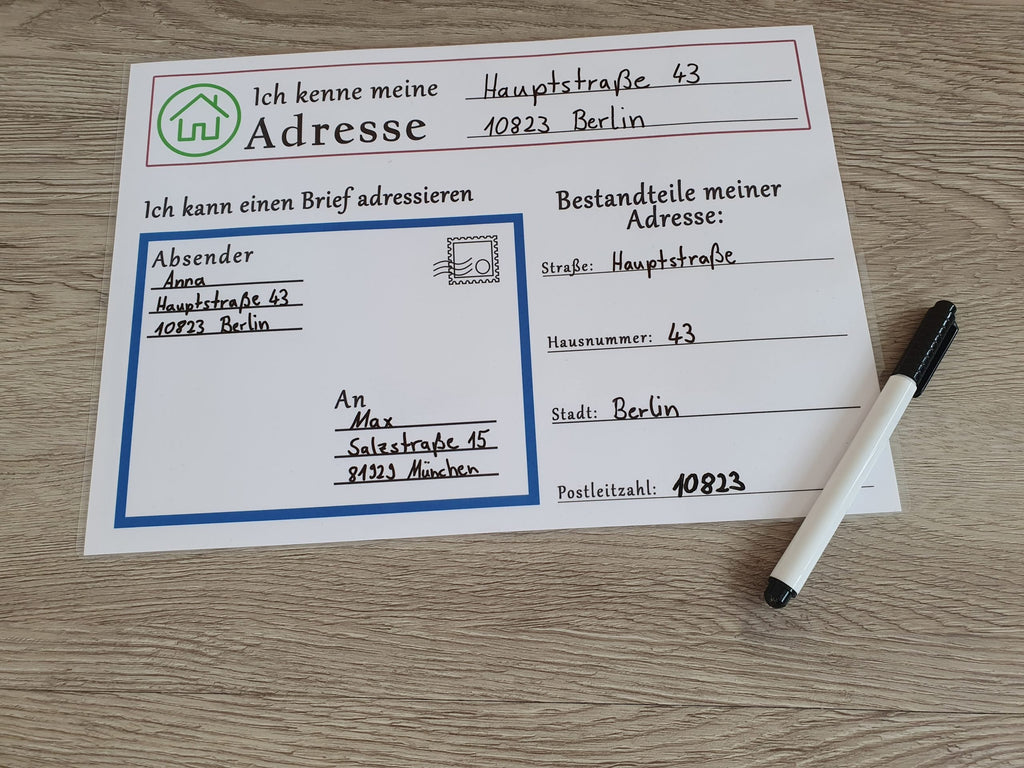 Ich kenne meine
Adresse
Hauptstraße 43
10823 Berlin
Ich kann einen Brief adressieren
Absender
Anna
Hauptstraße 43
10823 Berlin
An
Max
Salzstraße 15
81929 München
Bestandteile meiner
Adresse:
Straße: Hauptstraße
Hausnummer: 43
Stadt: Berlin
Postleitzahl: 10823